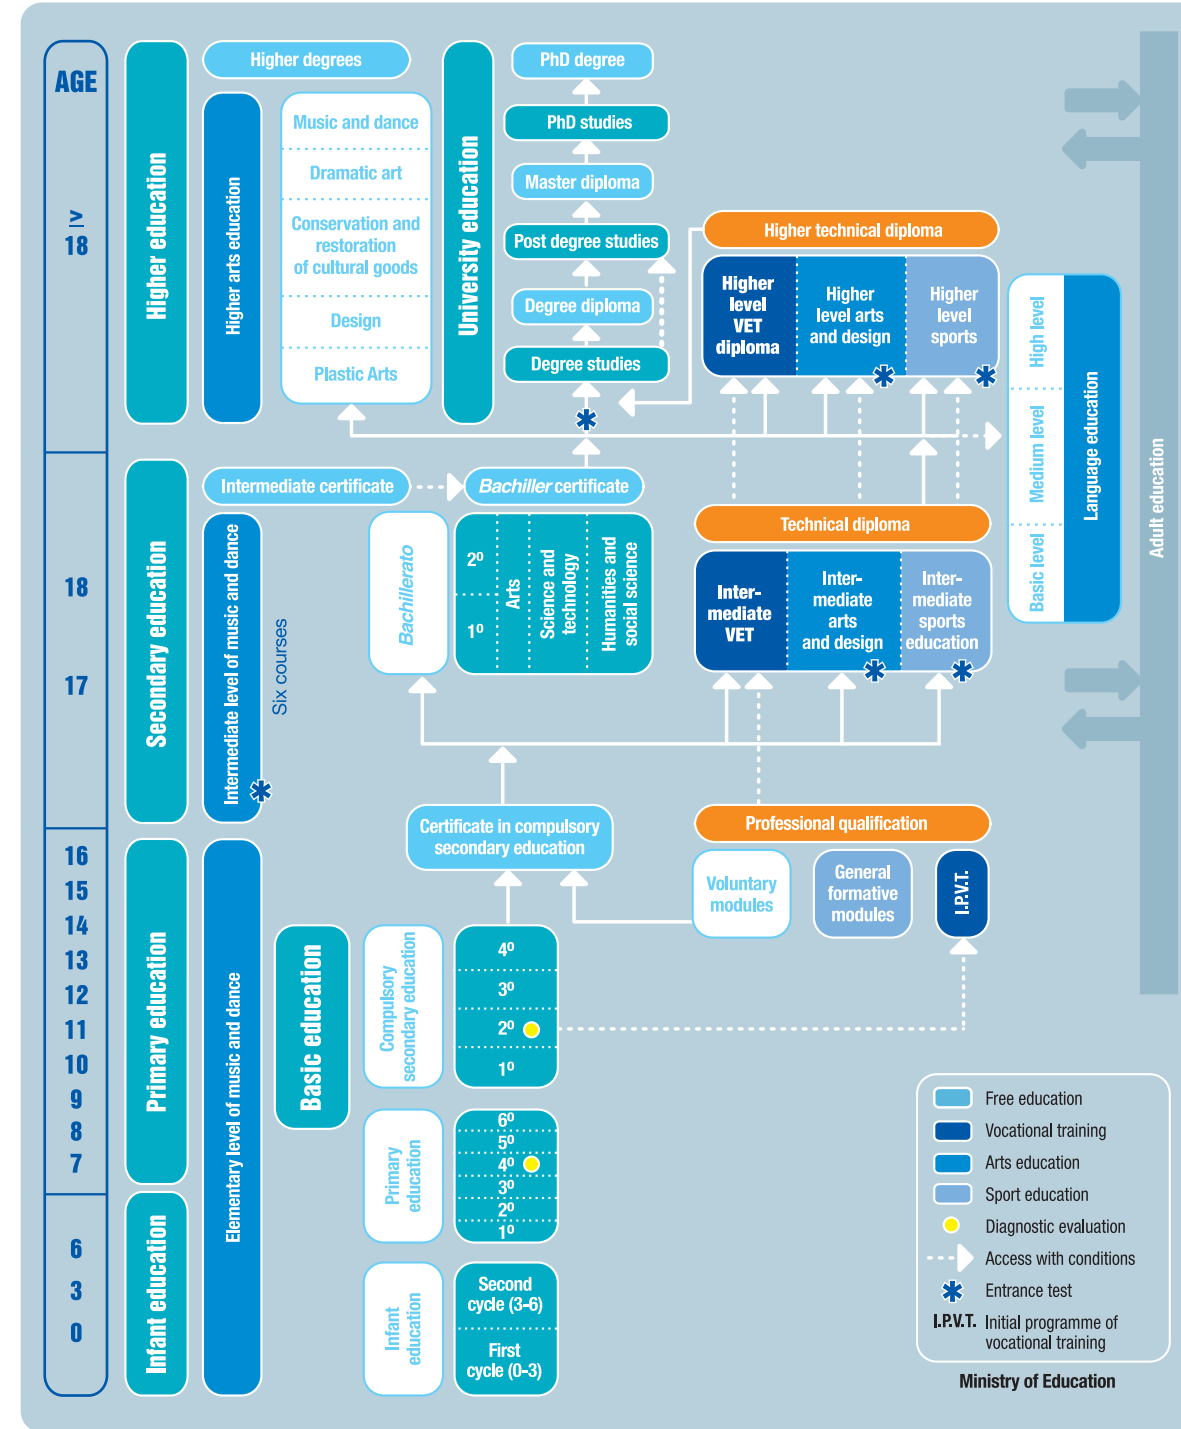 AGE
≥
18
18
17
16
15
14
13
12
11
10
9
8
7
6
3
0
Higher education
Secondary education
Primary education
Infant education
Higher degrees
Higher arts education
Music and dance
Dramatic art
Conservation and
restoration
of cultural goods
Design
Plastic Arts
University education
PhD degree
PhD studies
Master diploma
Post degree studies
Degree diploma
Degree studies
Higher technical diploma
Higher
level
VET
diploma
Higher
level arts
and design
Higher
level
sports
High level
Medium level
Basic level
Language education
Adult education
Intermediate certificate
Bachiller certificate
Intermediate level of music and dance
Six courses
Bachillerato
2º
1º
Arts
Science and
technology
Humanities and
social science
Technical diploma
Inter-
mediate
VET
Inter-
mediate
arts
and design
Inter-
mediate
sports
education
Certificate in compulsory
secondary education
Professional qualification
Voluntary
modules
General
formative
modules
I.P.V.T.
Elementary level of music and dance
Basic education
Compulsory
secondary education
4º
3º
2º
1º
Primary
education
6º
5º
4º
3º
2º
1º
Infant
education
Second
cycle (3-6)
First
cycle (0-3)
Free education
Vocational training
Arts education
Sport education
Diagnostic evaluation
Access with conditions
Entrance test
I.P.V.T. Initial programme of
vocational training
Ministry of Education